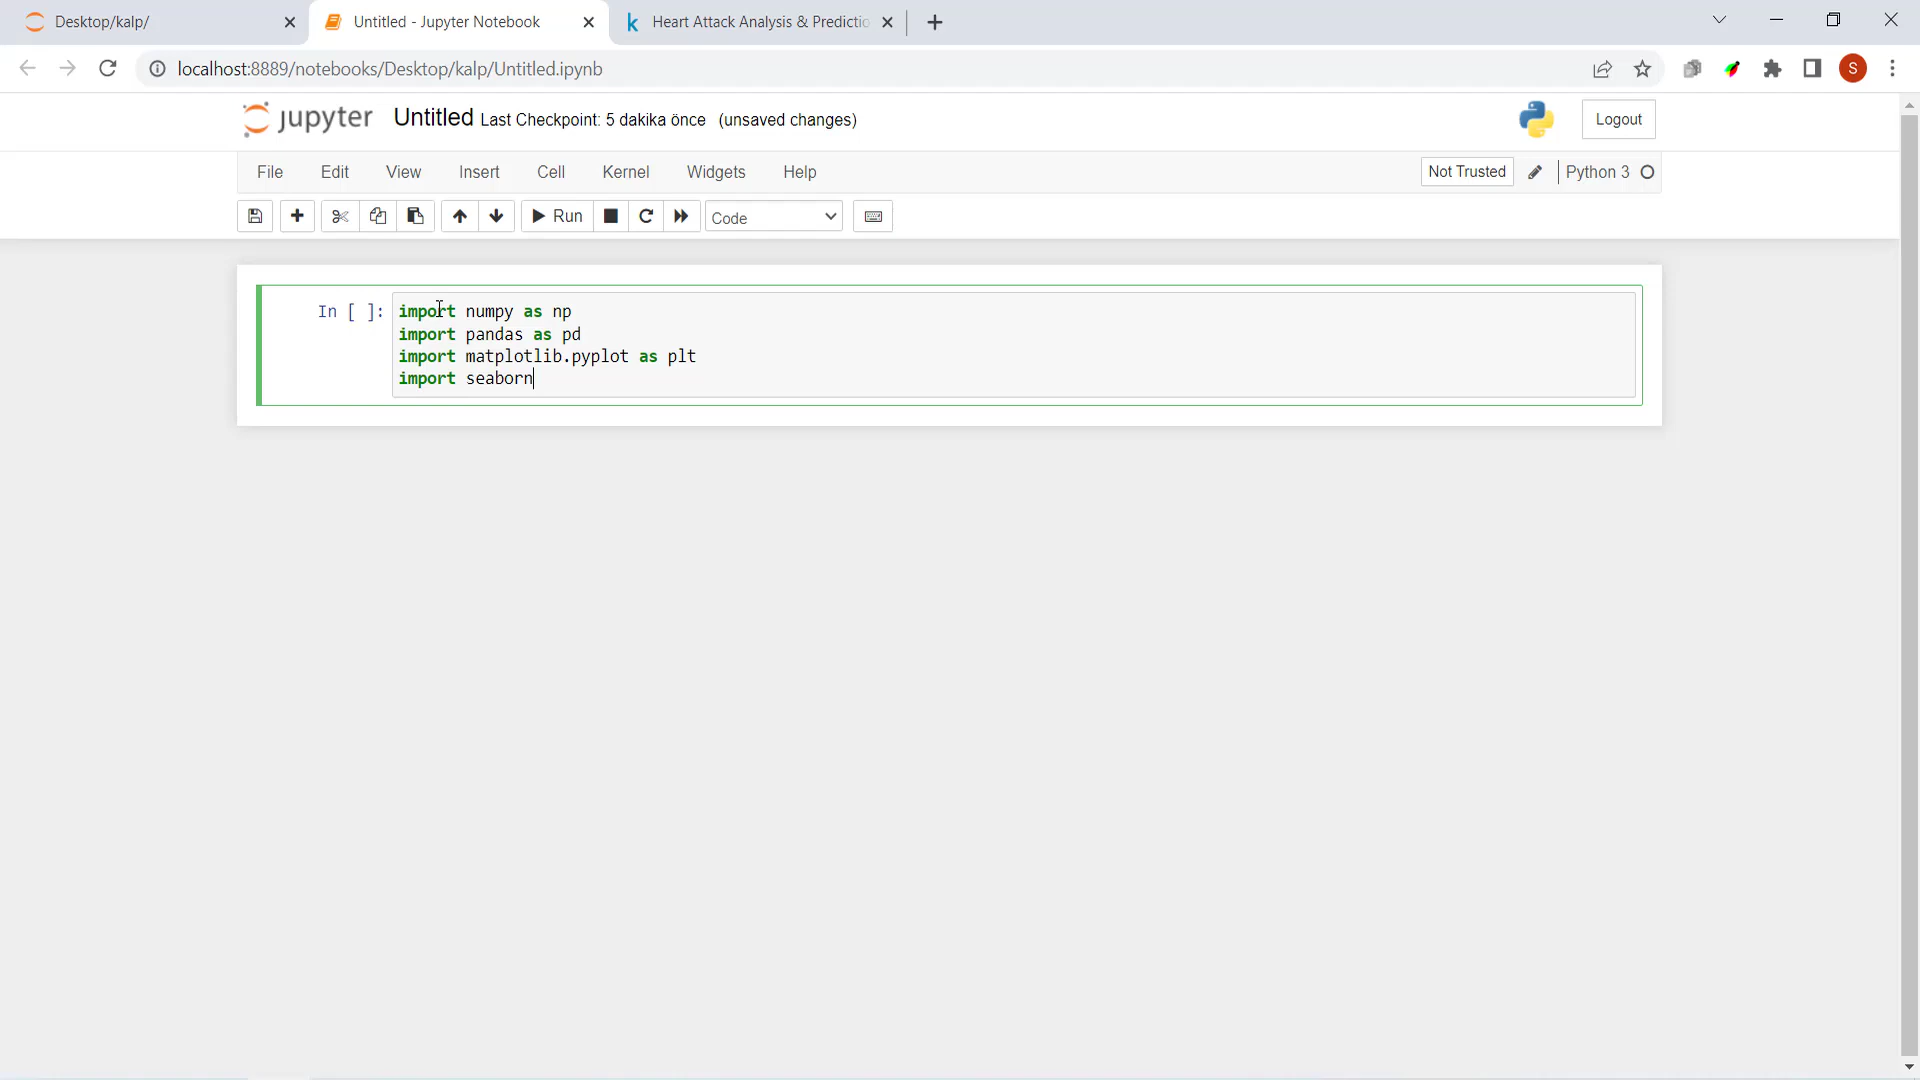 Desktop/kalp/
Untitled - Jupyter Notebook
Heart Attack Analysis & Predictio
localhost:8889/notebooks/Desktop/kalp/Untitled.ipynb
S
jupyter Untitled Last Checkpoint: 5 dakika önce (unsaved changes)
Logout
File Edit View Insert Cell Kernel Widgets Help
Not Trusted
Python 3
Run
Code
In [ ]: import numpy as np
import pandas as pd
import matplotlib.pyplot as plt
import seaborn